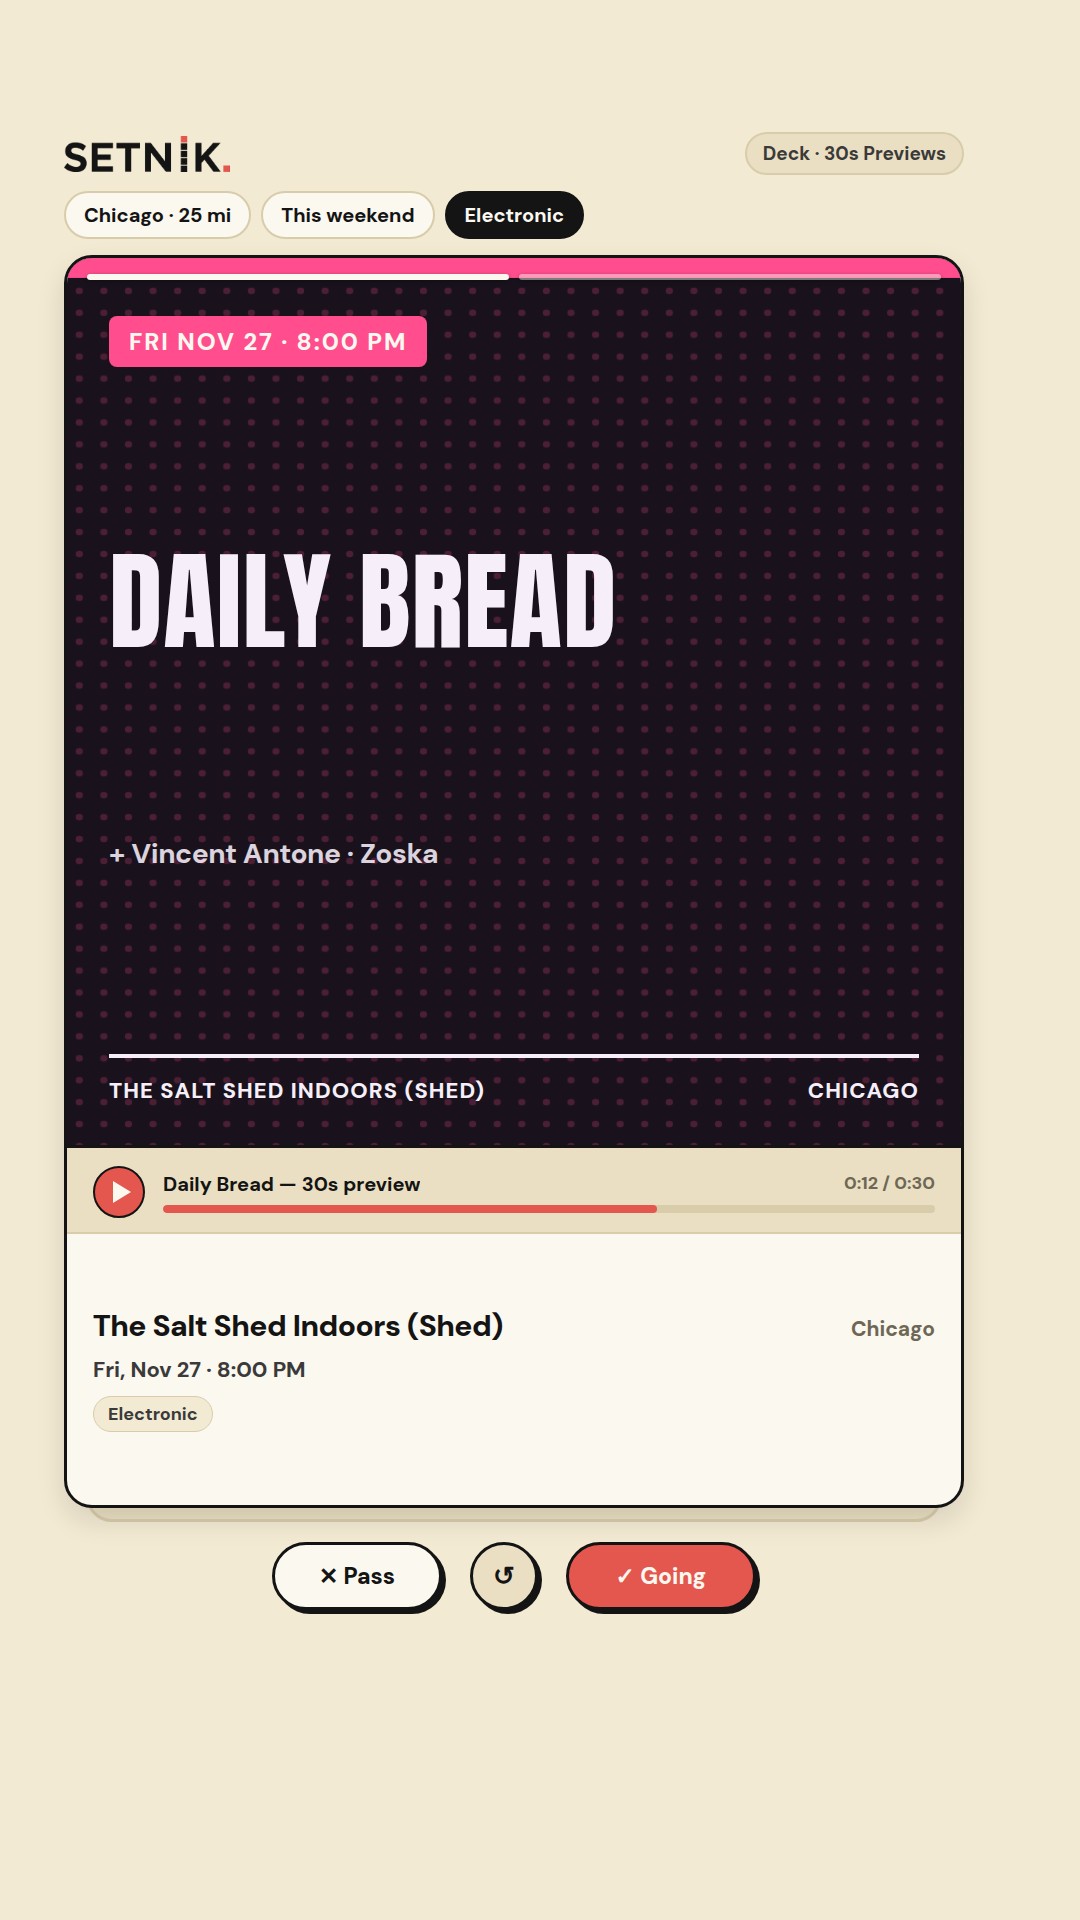 SETNIK.
Deck · 30s Previews
Chicago · 25 mi
This weekend
Electronic
FRI NOV 27 · 8:00 PM
DAILY BREAD
+ Vincent Antone · Zoska
THE SALT SHED INDOORS (SHED)
CHICAGO
Daily Bread — 30s preview
0:12 / 0:30
The Salt Shed Indoors (Shed)
Chicago
Fri, Nov 27 · 8:00 PM
Electronic
✕ Pass
↺
✓ Going